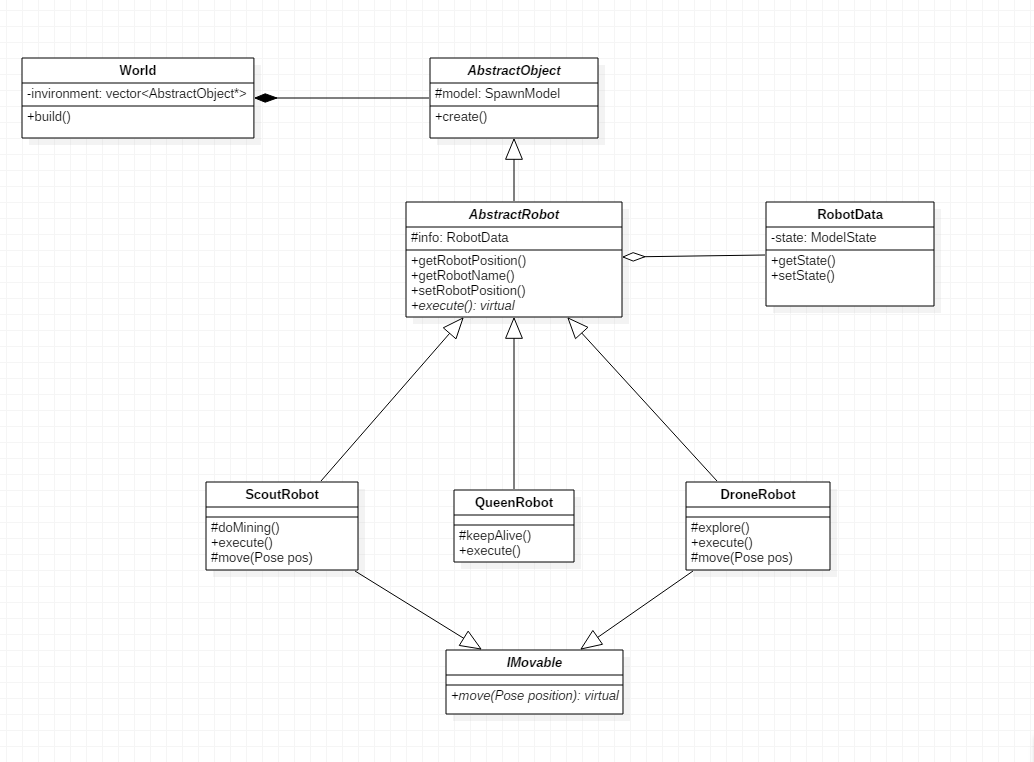 World
-invironment: vector<AbstractObject*>
+build()
AbstractObject
#model: SpawnModel
+create()
AbstractRobot
#info: RobotData
+getRobotPosition()
+getRobotName()
+setRobotPosition()
+execute(): virtual
RobotData
-state: ModelState
+getState()
+setState()
ScoutRobot
#doMining()
+execute()
#move(Pose pos)
QueenRobot
#keepAlive()
+execute()
DroneRobot
#explore()
+execute()
#move(Pose pos)
IMovable
+move(Pose position): virtual